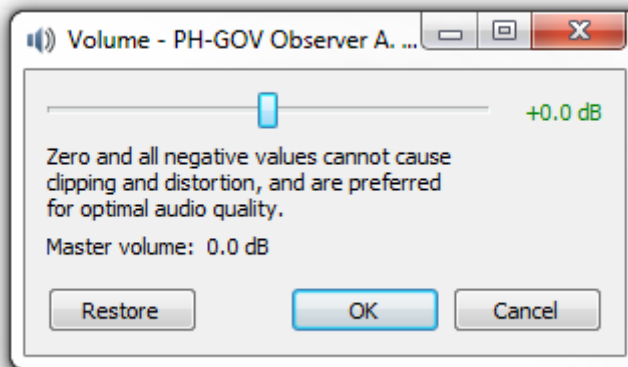 Volume - PH-GOV Observer A. ...
+0.0 dB
Zero and all negative values cannot cause
clipping and distortion, and are preferred
for optimal audio quality.
Master volume: 0.0 dB
Restore OK Cancel